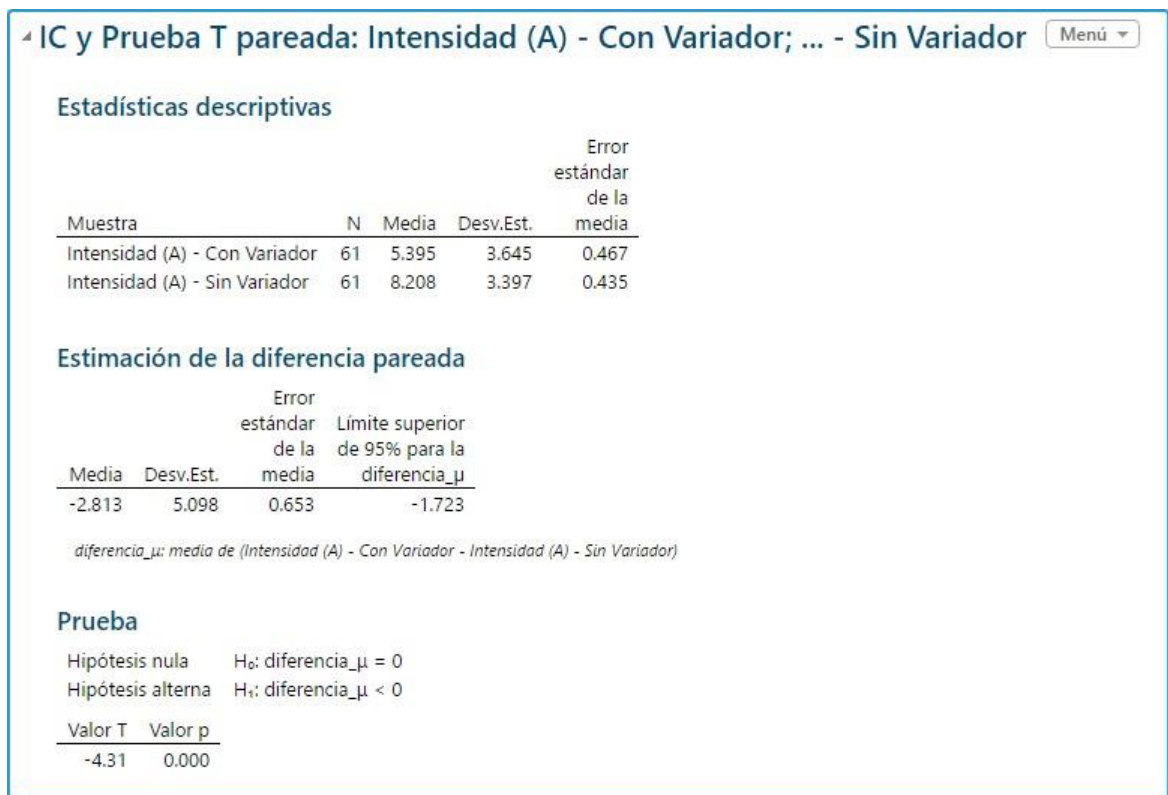 IC y Prueba T pareada: Intensidad (A) - Con Variador; ... - Sin Variador Menú
Estadísticas descriptivas
Error
estándar
de la
Muestra N Media Desv.Est. media
Intensidad (A) - Con Variador 61 5.395 3.645 0.467
Intensidad (A) - Sin Variador 61 8.208 3.397 0.435
Estimación de la diferencia pareada
Error
estándar Límite superior
de la de 95% para la
Media Desv.Est. media diferencia_µ
-2.813 5.098 0.653 -1.723
diferencia_µ: media de (Intensidad (A) - Con Variador - Intensidad (A) - Sin Variador)
Prueba
Hipótesis nula H₀: diferencia_µ = 0
Hipótesis alterna H₁: diferencia_µ < 0
Valor T Valor p
-4.31 0.000